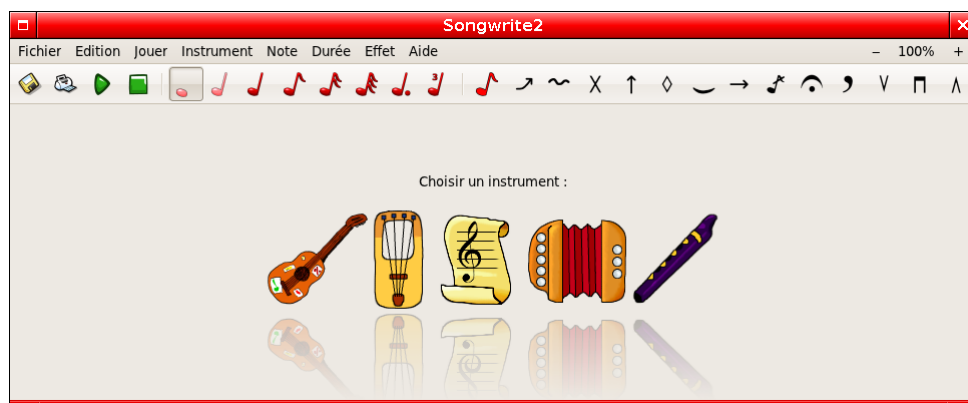 Songwrite2
Fichier Edition Jouer Instrument Note Durée Effet Aide – 100% +
Choisir un instrument :